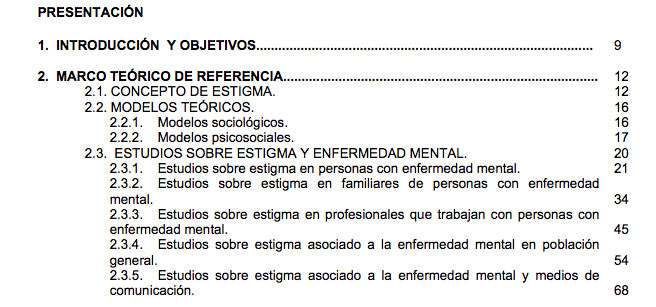 PRESENTACIÓN
1. INTRODUCCIÓN Y OBJETIVOS.......................................................................................... 9
2. MARCO TEÓRICO DE REFERENCIA.................................................................................... 12
2.1. CONCEPTO DE ESTIGMA. 12
2.2. MODELOS TEÓRICOS. 16
2.2.1. Modelos sociológicos. 16
2.2.2. Modelos psicosociales. 17
2.3. ESTUDIOS SOBRE ESTIGMA Y ENFERMEDAD MENTAL. 20
2.3.1. Estudios sobre estigma en personas con enfermedad mental. 21
2.3.2. Estudios sobre estigma en familiares de personas con enfermedad
mental. 34
2.3.3. Estudios sobre estigma en profesionales que trabajan con personas con
enfermedad mental. 45
2.3.4. Estudios sobre estigma asociado a la enfermedad mental en población
general. 54
2.3.5. Estudios sobre estigma asociado a la enfermedad mental y medios de
comunicación. 68